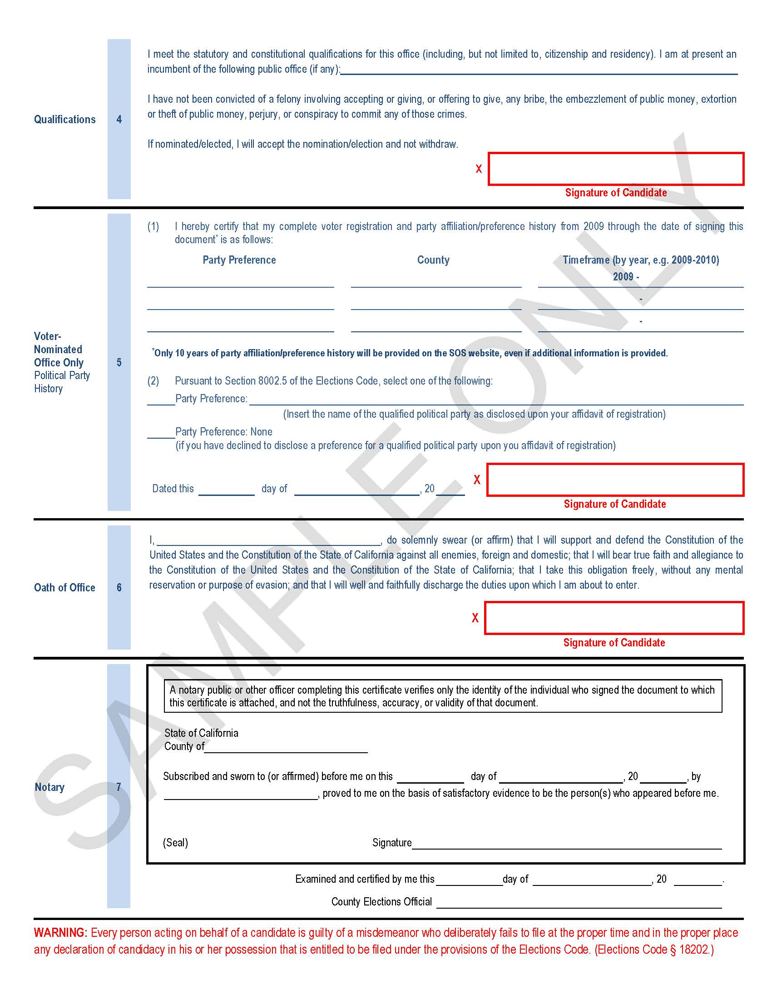 I meet the statutory and constitutional qualifications for this office (including, but not limited to, citizenship and residency). I am at present an
incumbent of the following public office (if any):
I have not been convicted of a felony involving accepting or giving, or offering to give, any bribe, the embezzlement of public money, extortion
or theft of public money, perjury, or conspiracy to commit any of those crimes.
Qualifications 4
If nominated/elected, I will accept the nomination/election and not withdraw.
X
Signature of Candidate
(1) I hereby certify that my complete voter registration and party affiliation/preference history from 2009 through the date of signing this
document* is as follows:
Party Preference County Timeframe (by year, e.g. 2009-2010)
2009 -
-
-
Voter-
Nominated
Office Only
Political Party
History
5
*Only 10 years of party affiliation/preference history will be provided on the SOS website, even if additional information is provided.
(2) Pursuant to Section 8002.5 of the Elections Code, select one of the following:
Party Preference:
(Insert the name of the qualified political party as disclosed upon your affidavit of registration)
Party Preference: None
(if you have declined to disclose a preference for a qualified political party upon you affidavit of registration)
Dated this day of , 20 X
Signature of Candidate
I, , do solemnly swear (or affirm) that I will support and defend the Constitution of the
United States and the Constitution of the State of California against all enemies, foreign and domestic; that I will bear true faith and allegiance to
the Constitution of the United States and the Constitution of the State of California; that I take this obligation freely, without any mental
reservation or purpose of evasion; and that I will well and faithfully discharge the duties upon which I am about to enter.
Oath of Office 6
X
Signature of Candidate
A notary public or other officer completing this certificate verifies only the identity of the individual who signed the document to which
this certificate is attached, and not the truthfulness, accuracy, or validity of that document.
State of California
County of
Subscribed and sworn to (or affirmed) before me on this day of , 20 , by
Notary 7
, proved to me on the basis of satisfactory evidence to be the person(s) who appeared before me.
(Seal) Signature
Examined and certified by me this day of , 20 .
County Elections Official
WARNING: Every person acting on behalf of a candidate is guilty of a misdemeanor who deliberately fails to file at the proper time and in the proper place
any declaration of candidacy in his or her possession that is entitled to be filed under the provisions of the Elections Code. (Elections Code § 18202.)
SAMPLE ONLY